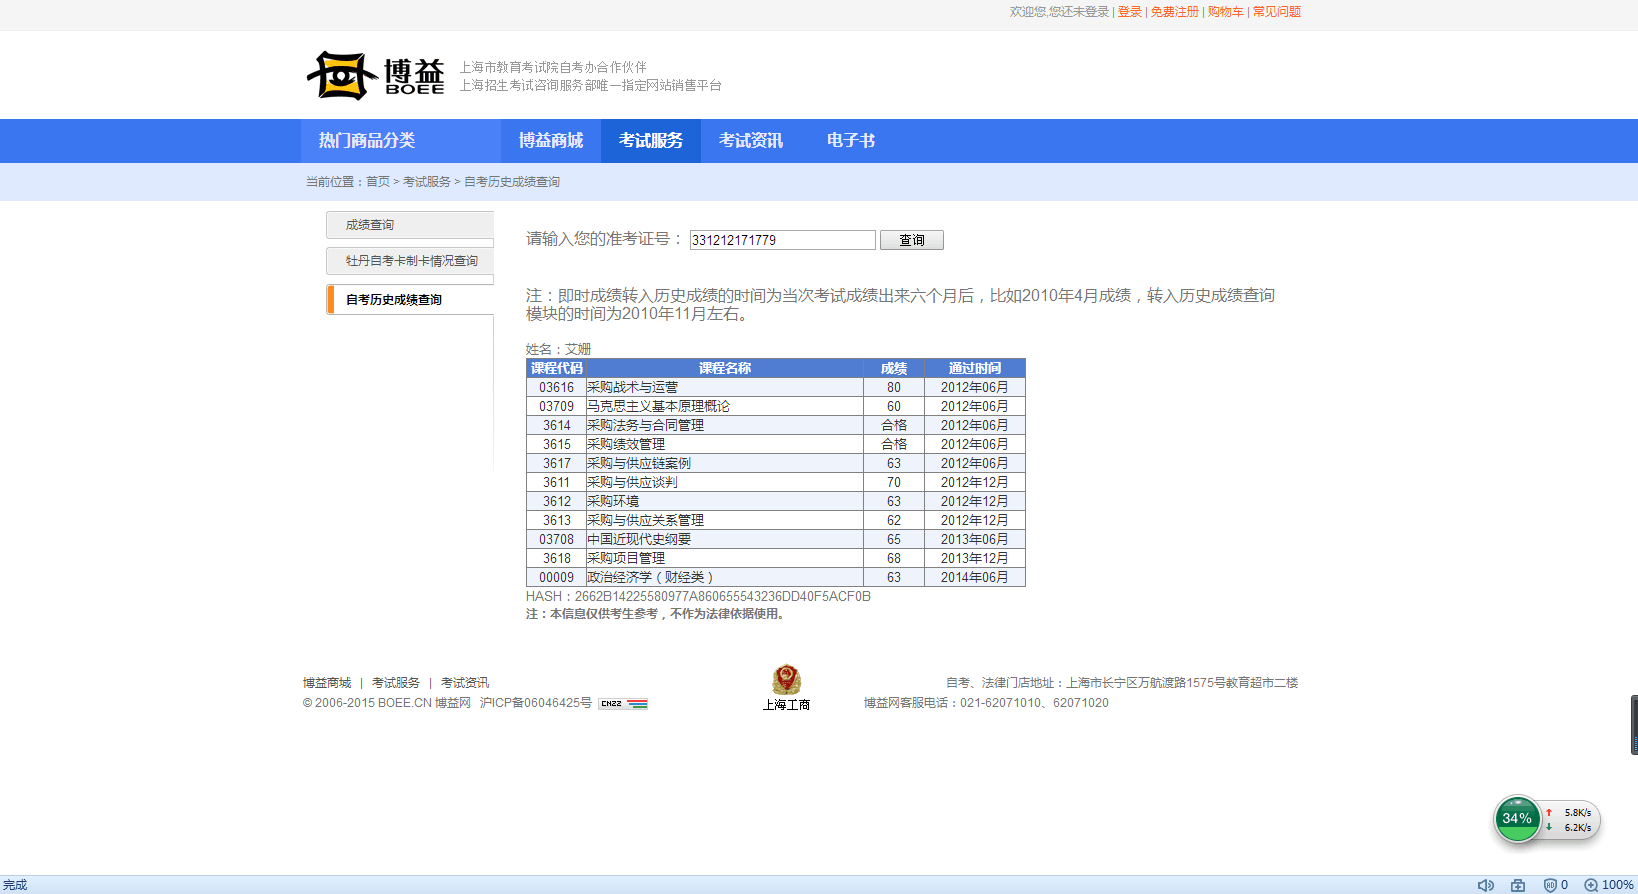 欢迎您,您还未登录 | 登录 | 免费注册 | 购物车 | 常见问题
博益
BOEE
上海市教育考试院自考办合作伙伴
上海招生考试咨询服务部唯一指定网站销售平台
热门商品分类 博益商城 考试服务 考试资讯 电子书
当前位置：首页 > 考试服务 > 自考历史成绩查询
成绩查询
牡丹自考卡制卡情况查询
自考历史成绩查询
请输入您的准考证号： 331212171779 查询
注：即时成绩转入历史成绩的时间为当次考试成绩出来六个月后，比如2010年4月成绩，转入历史成绩查询
模块的时间为2010年11月左右。
姓名：艾姗
课程代码 课程名称 成绩 通过时间
03616 采购战术与运营 80 2012年06月
03709 马克思主义基本原理概论 60 2012年06月
3614 采购法务与合同管理 合格 2012年06月
3615 采购绩效管理 合格 2012年06月
3617 采购与供应链案例 63 2012年06月
3611 采购与供应谈判 70 2012年12月
3612 采购环境 63 2012年12月
3613 采购与供应关系管理 62 2012年12月
03708 中国近现代史纲要 65 2013年06月
3618 采购项目管理 68 2013年12月
00009 政治经济学（财经类） 63 2014年06月
HASH：2662B14225580977A860655543236DD40F5ACF0B
注：本信息仅供考生参考，不作为法律依据使用。
博益商城 | 考试服务 | 考试资讯
© 2006-2015 BOEE.CN 博益网 沪ICP备06046425号 CNZZ
上海工商
自考、法律门店地址：上海市长宁区万航渡路1575号教育超市二楼
博益网客服电话：021-62071010、62071020
34% 5.8K/s
6.2K/s
完成 0 100%